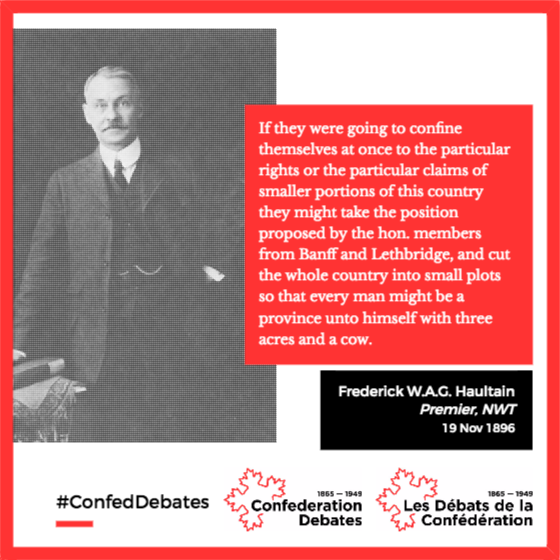 If they were going to confine
themselves at once to the particular
rights or the particular claims of
smaller portions of this country
they might take the position
proposed by the hon. members
from Banff and Lethbridge, and cut
the whole country into small plots
so that every man might be a
province unto himself with three
acres and a cow.
Frederick W.A.G. Haultain
Premier, NWT
19 Nov 1896
#ConfedDebates
1865 — 1949
Confederation
Debates
1865 — 1949
Les Débats de la
Confédération